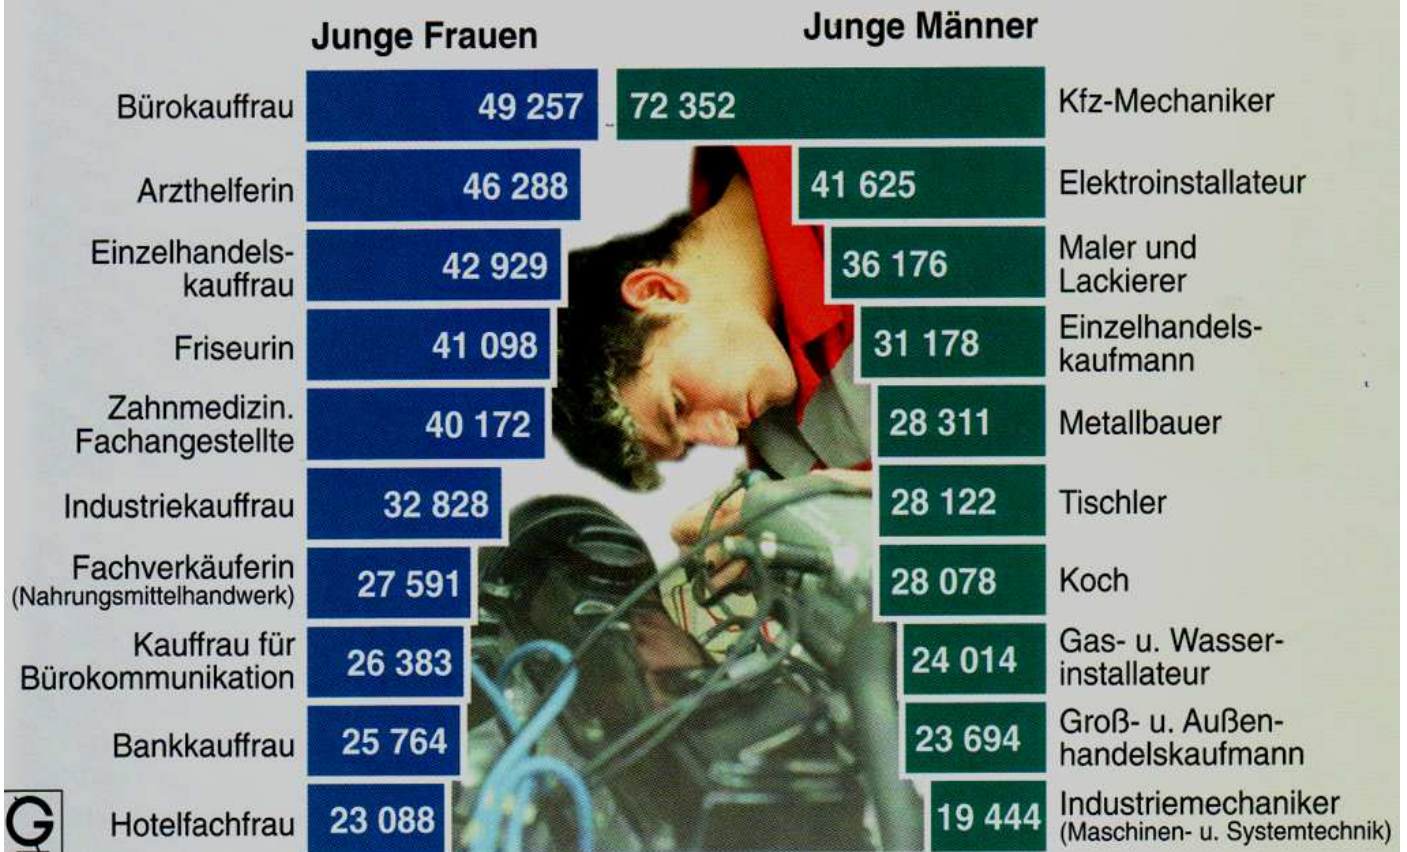 Junge Frauen
Junge Männer
Bürokauffrau
49 257
72 352
Kfz-Mechaniker
Arzthelferin
46 288
41 625
Elektroinstallateur
Einzelhandels-
kauffrau
42 929
36 176
Maler und
Lackierer
Friseurin
41 098
31 178
Einzelhandels-
kaufmann
Zahnmedizin.
Fachangestellte
40 172
28 311
Metallbauer
Industriekauffrau
32 828
28 122
Tischler
Fachverkäuferin
(Nahrungsmittelhandwerk)
27 591
28 078
Koch
Kauffrau für
Bürokommunikation
26 383
24 014
Gas- u. Wasser-
installateur
Bankkauffrau
25 764
23 694
Groß- u. Außen-
handelskaufmann
G
Hotelfachfrau
23 088
19 444
Industriemechaniker
(Maschinen- u. Systemtechnik)